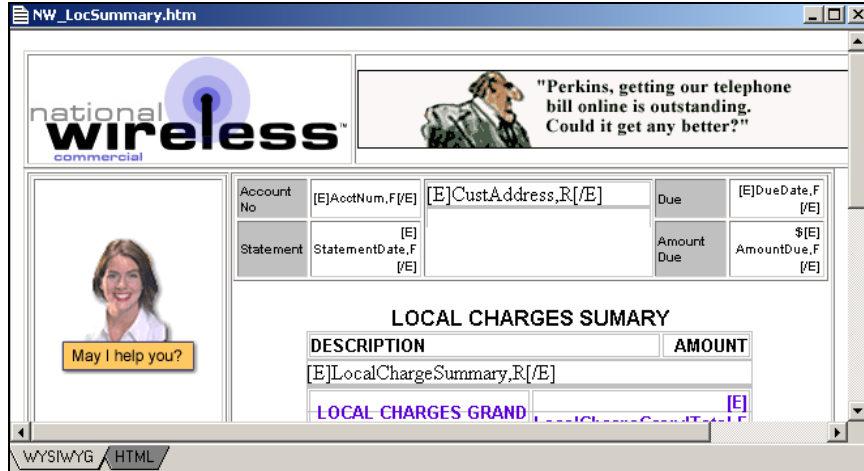 NW_LocSummary.htm
national
wireless™
commercial
"Perkins, getting our telephone
bill online is outstanding.
Could it get any better?"
Account
No
[E]AcctNum,F[/E]
[E]CustAddress,R[/E]
Due
[E]DueDate,F
[/E]
Statement
[E]
StatementDate,F
[/E]
Amount
Due
$[E]
AmountDue,F
[/E]
May I help you?
LOCAL CHARGES SUMARY
DESCRIPTION
AMOUNT
[E]LocalChargeSummary,R[/E]
LOCAL CHARGES GRAND
[E]
LocalChargeGrandTotal,F
WYSIWYG
HTML